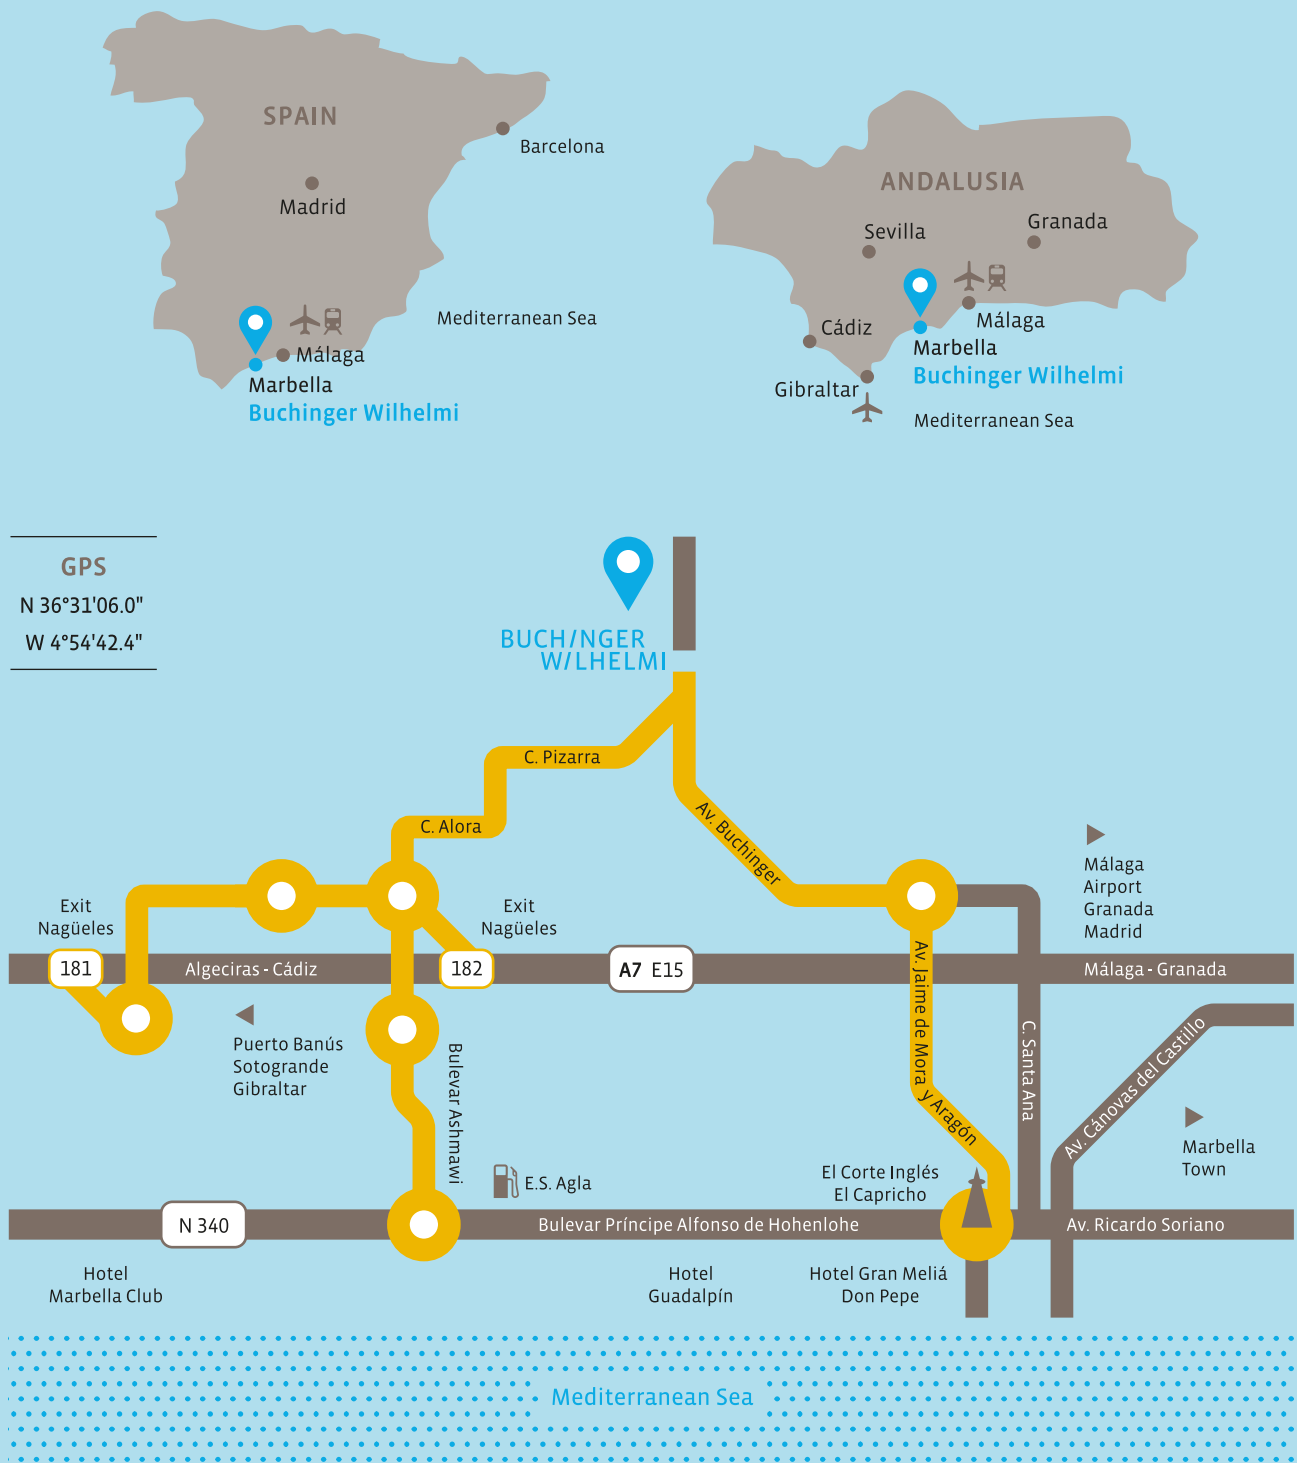 SPAIN
Barcelona
Madrid
Mediterranean Sea
Málaga
Marbella
Buchinger Wilhelmi
ANDALUSIA
Granada
Sevilla
Cádiz
Málaga
Marbella
Gibraltar
Buchinger Wilhelmi
Mediterranean Sea
GPS
N 36°31'06.0"
W 4°54'42.4"
BUCH/NGER
W/LHELMI
C. Pizarra
C. Alora
Av. Buchinger
Málaga
Airport
Granada
Madrid
Exit
Nagüeles
Exit
Nagüeles
181
Algeciras - Cádiz
182
A7 E15
Málaga - Granada
Av. Jaime de Mora y Aragón
C. Santa Ana
Av. Cánovas del Castillo
Puerto Banús
Sotogrande
Gibraltar
Bulevar Ashmawi
Marbella
Town
E.S. Agla
El Corte Inglés
El Capricho
N 340
Bulevar Príncipe Alfonso de Hohenlohe
Av. Ricardo Soriano
Hotel
Marbella Club
Hotel
Guadalpín
Hotel Gran Meliá
Don Pepe
Mediterranean Sea